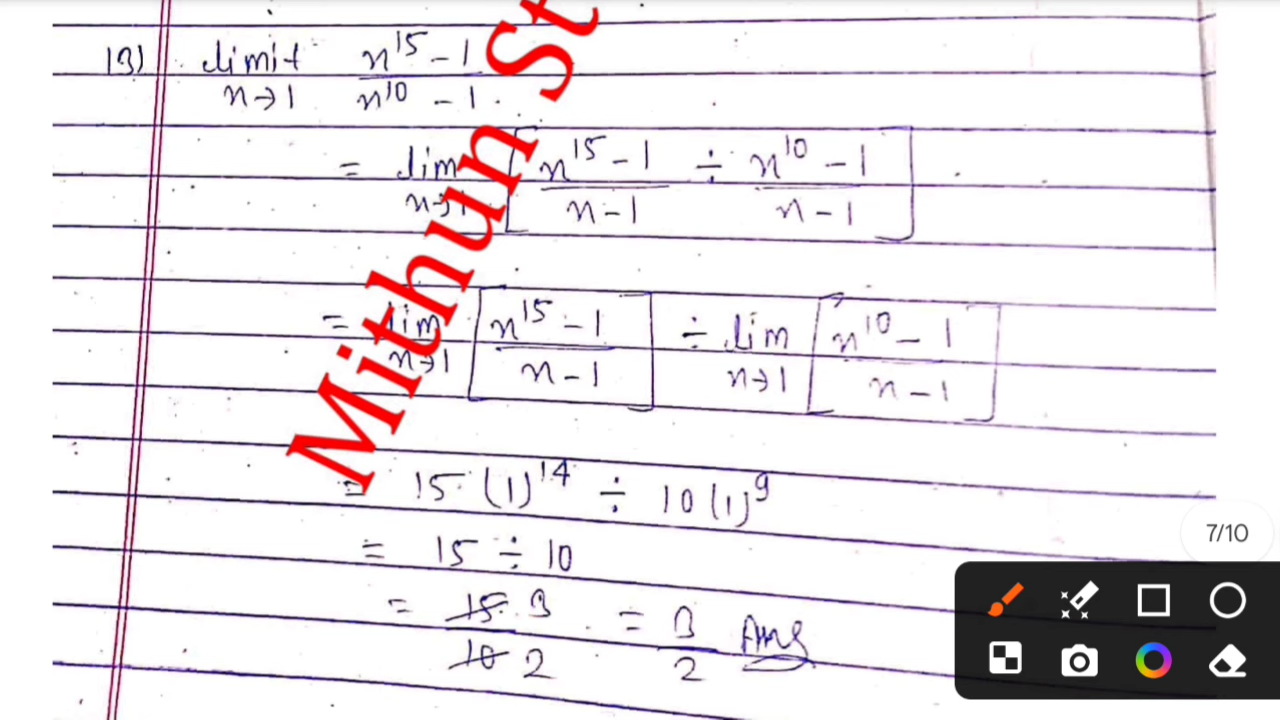 13) limit x¹⁵ - 1
x→1 x¹⁰ - 1.
= lim [ x¹⁵ - 1 ÷ x¹⁰ - 1 ]
x→1 x - 1 x - 1
= lim [ x¹⁵ - 1 ] ÷ lim [ x¹⁰ - 1 ]
x→1 x - 1 x→1 x - 1
= 15 (1)¹⁴ ÷ 10 (1)⁹
= 15 ÷ 10
= 15 3 = 3 Ans
10 2 2
Mithun St
7/10